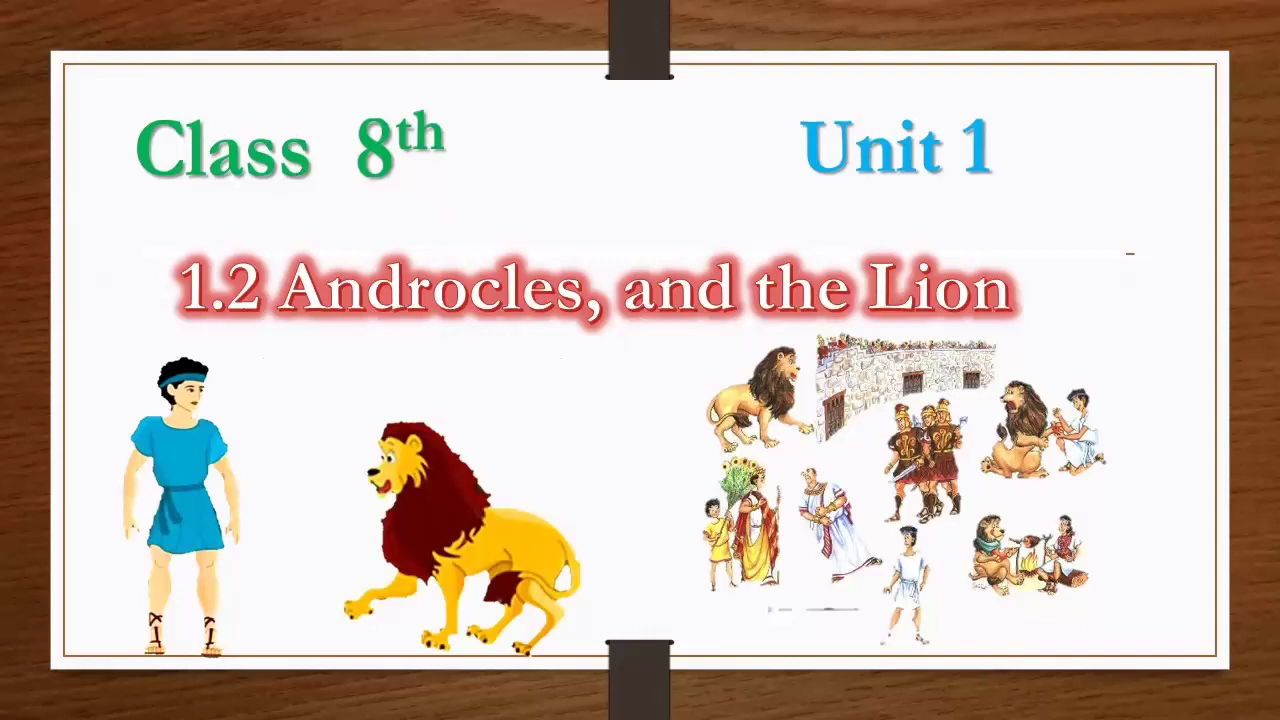 Class 8th
Unit 1
1.2 Androcles, and the Lion